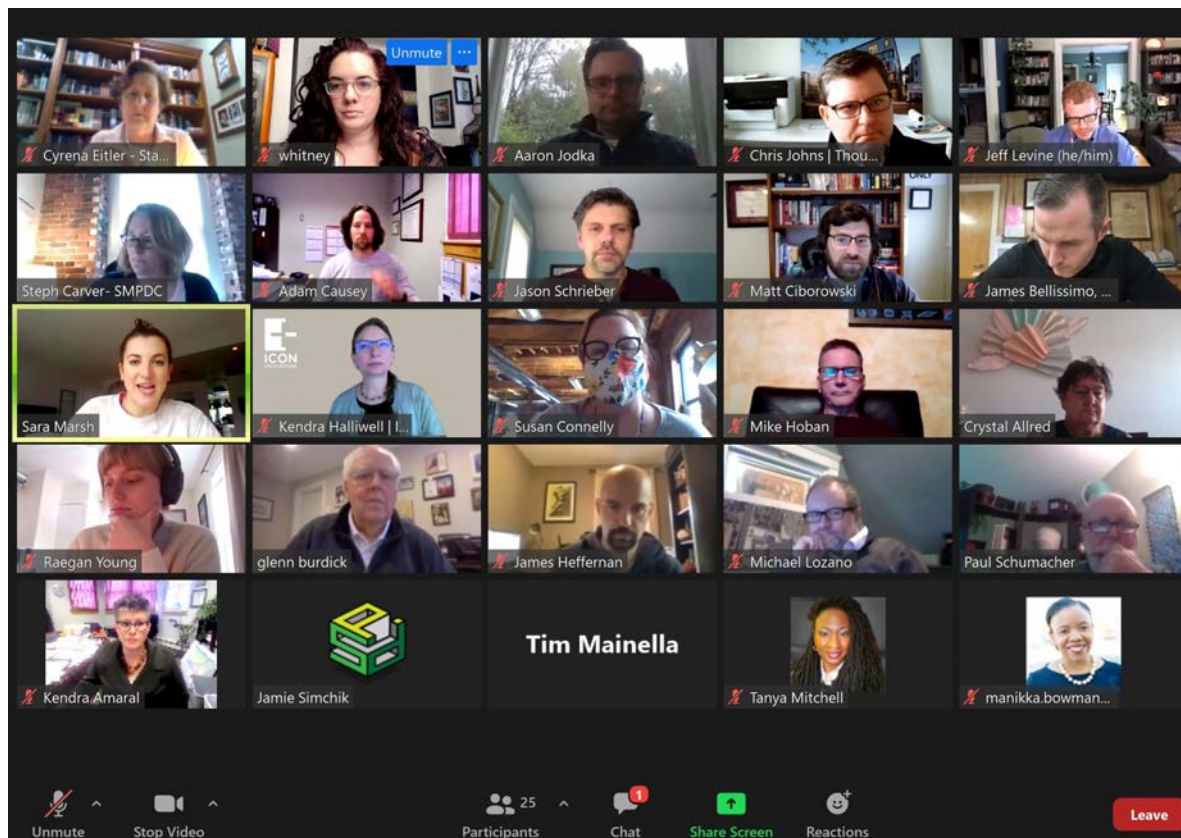 Unmute ...
Cyrena Eitler - Sta...
whitney
Aaron Jodka
Chris Johns | Thou...
Jeff Levine (he/him)
ONLY
Steph Carver- SMPDC
Adam Causey
Jason Schrieber
Matt Ciborowski
James Bellissimo, ...
ICON
ARCHITECTURE
Sara Marsh
Kendra Halliwell | I...
Susan Connelly
Mike Hoban
Crystal Allred
Raegan Young
glenn burdick
James Heffernan
Michael Lozano
Paul Schumacher
Tim Mainella
Kendra Amaral
Jamie Simchik
Tanya Mitchell
manikka.bowman...
25
1
Unmute
Stop Video
Participants
Chat
Share Screen
Reactions
Leave